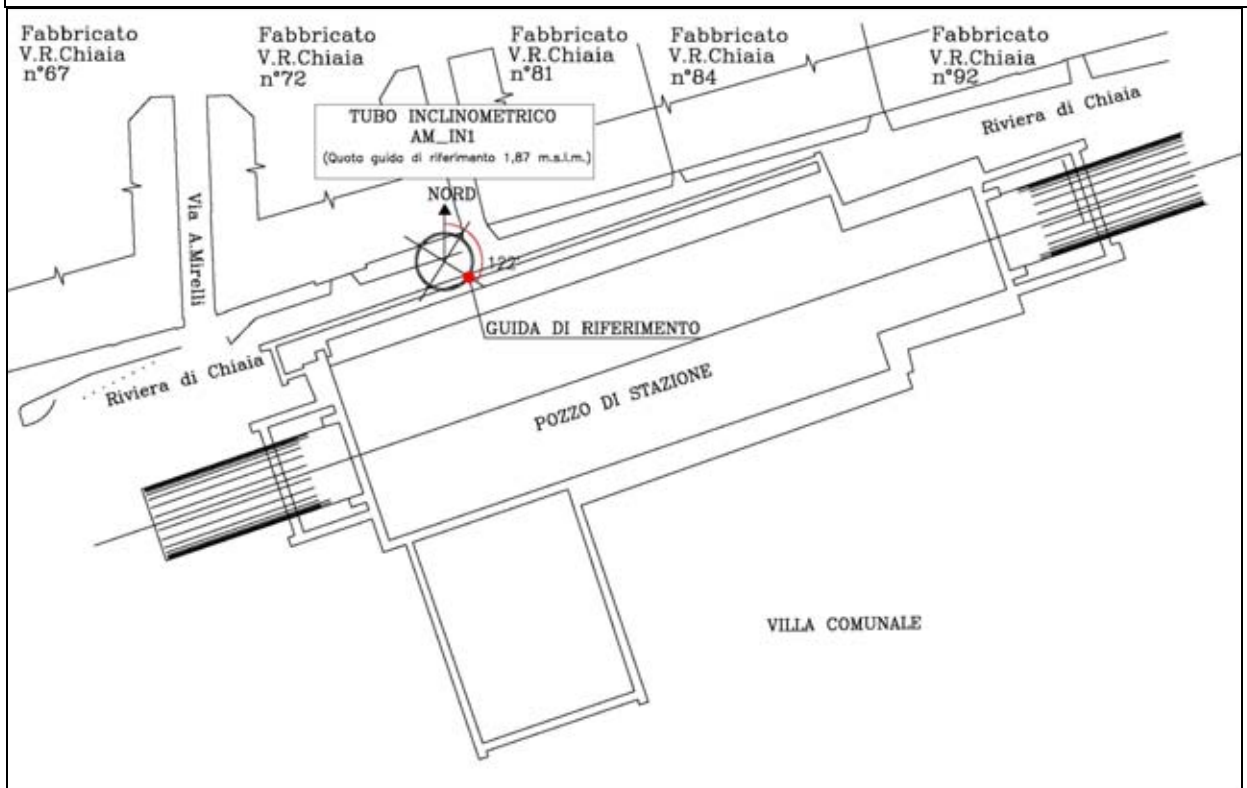 Fabbricato
V.R.Chiaia
n°67
Fabbricato
V.R.Chiaia
n°72
Fabbricato
V.R.Chiaia
n°81
Fabbricato
V.R.Chiaia
n°84
Fabbricato
V.R.Chiaia
n°92
TUBO INCLINOMETRICO
AM_IN1
(Quota guida di riferimento 1,87 m.s.l.m.)
Riviera di Chiaia
NORD
Via A.Mirelli
122°
GUIDA DI RIFERIMENTO
Riviera di Chiaia
POZZO DI STAZIONE
VILLA COMUNALE